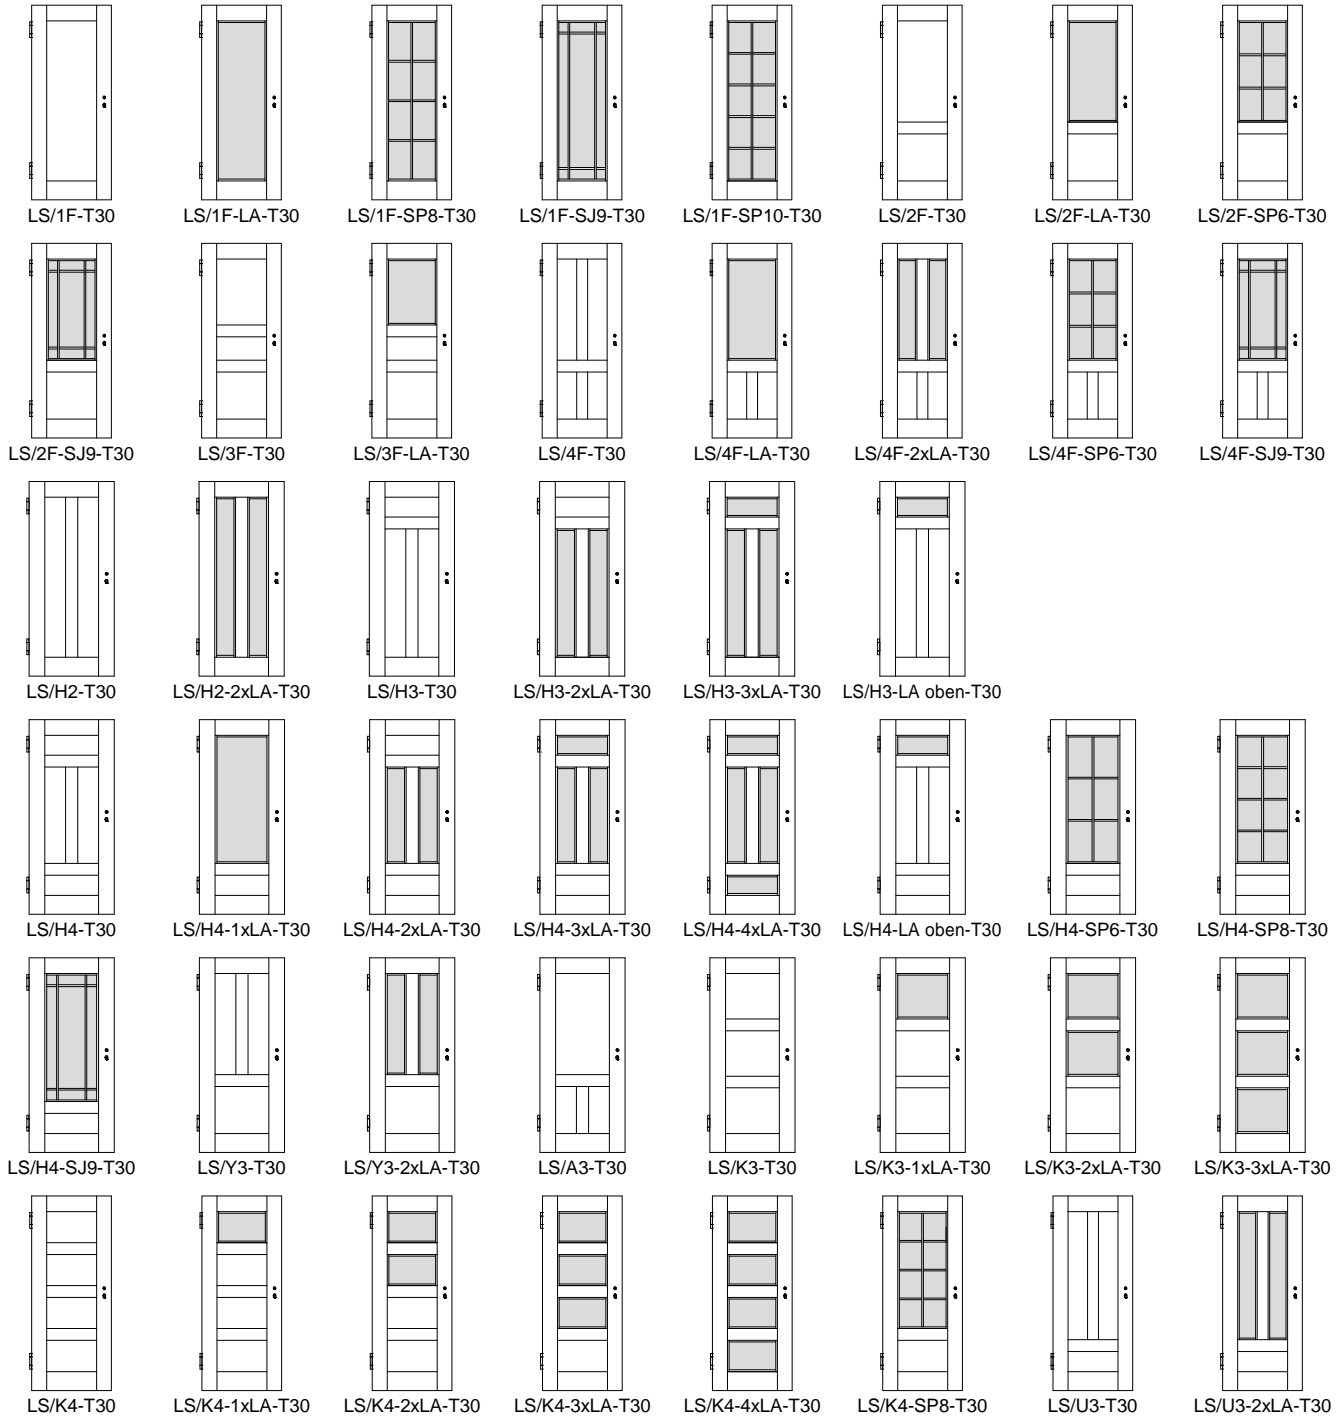 LS/1F-T30 LS/1F-LA-T30 LS/1F-SP8-T30 LS/1F-SJ9-T30 LS/1F-SP10-T30 LS/2F-T30 LS/2F-LA-T30 LS/2F-SP6-T30
LS/2F-SJ9-T30 LS/3F-T30 LS/3F-LA-T30 LS/4F-T30 LS/4F-LA-T30 LS/4F-2xLA-T30 LS/4F-SP6-T30 LS/4F-SJ9-T30
LS/H2-T30 LS/H2-2xLA-T30 LS/H3-T30 LS/H3-2xLA-T30 LS/H3-3xLA-T30 LS/H3-LA oben-T30
LS/H4-T30 LS/H4-1xLA-T30 LS/H4-2xLA-T30 LS/H4-3xLA-T30 LS/H4-4xLA-T30 LS/H4-LA oben-T30 LS/H4-SP6-T30 LS/H4-SP8-T30
LS/H4-SJ9-T30 LS/Y3-T30 LS/Y3-2xLA-T30 LS/A3-T30 LS/K3-T30 LS/K3-1xLA-T30 LS/K3-2xLA-T30 LS/K3-3xLA-T30
LS/K4-T30 LS/K4-1xLA-T30 LS/K4-2xLA-T30 LS/K4-3xLA-T30 LS/K4-4xLA-T30 LS/K4-SP8-T30 LS/U3-T30 LS/U3-2xLA-T30